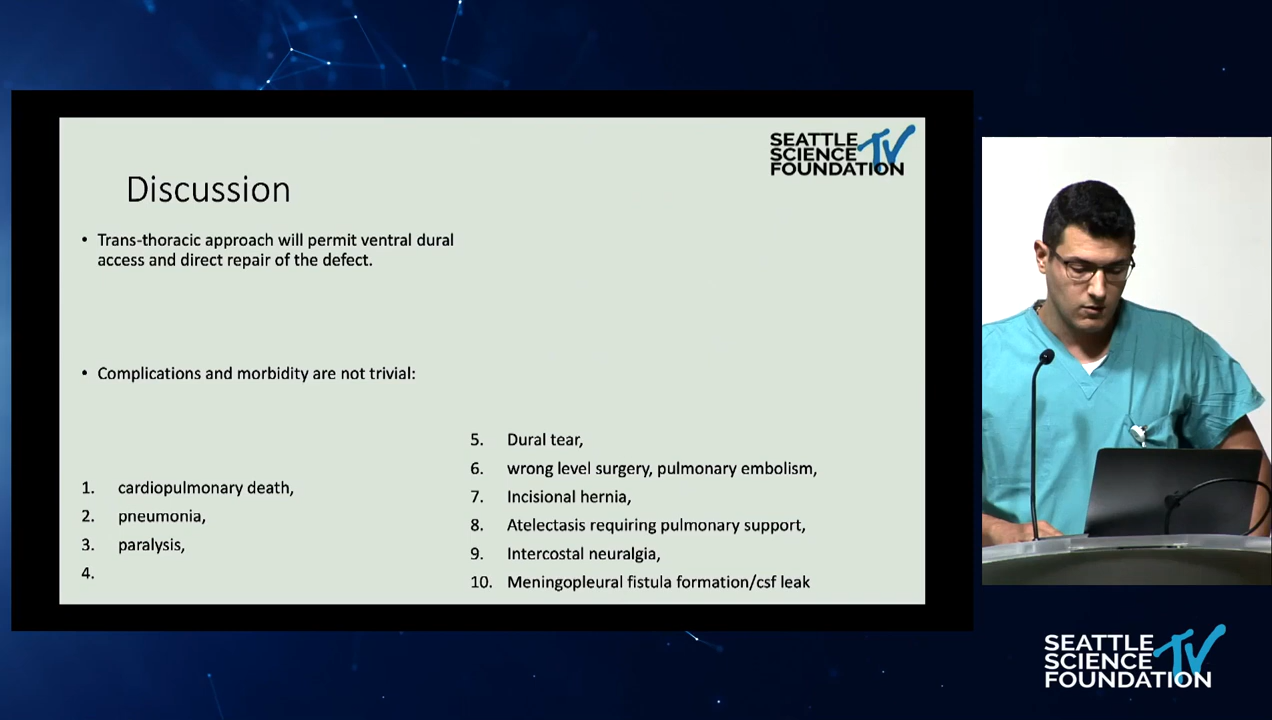 SEATTLE
SCIENCE TV
FOUNDATION
Discussion
• Trans-thoracic approach will permit ventral dural
access and direct repair of the defect.
• Complications and morbidity are not trivial:
1. cardiopulmonary death,
2. pneumonia,
3. paralysis,
4.
5. Dural tear,
6. wrong level surgery, pulmonary embolism,
7. Incisional hernia,
8. Atelectasis requiring pulmonary support,
9. Intercostal neuralgia,
10. Meningopleural fistula formation/csf leak
SEATTLE
SCIENCE TV
FOUNDATION